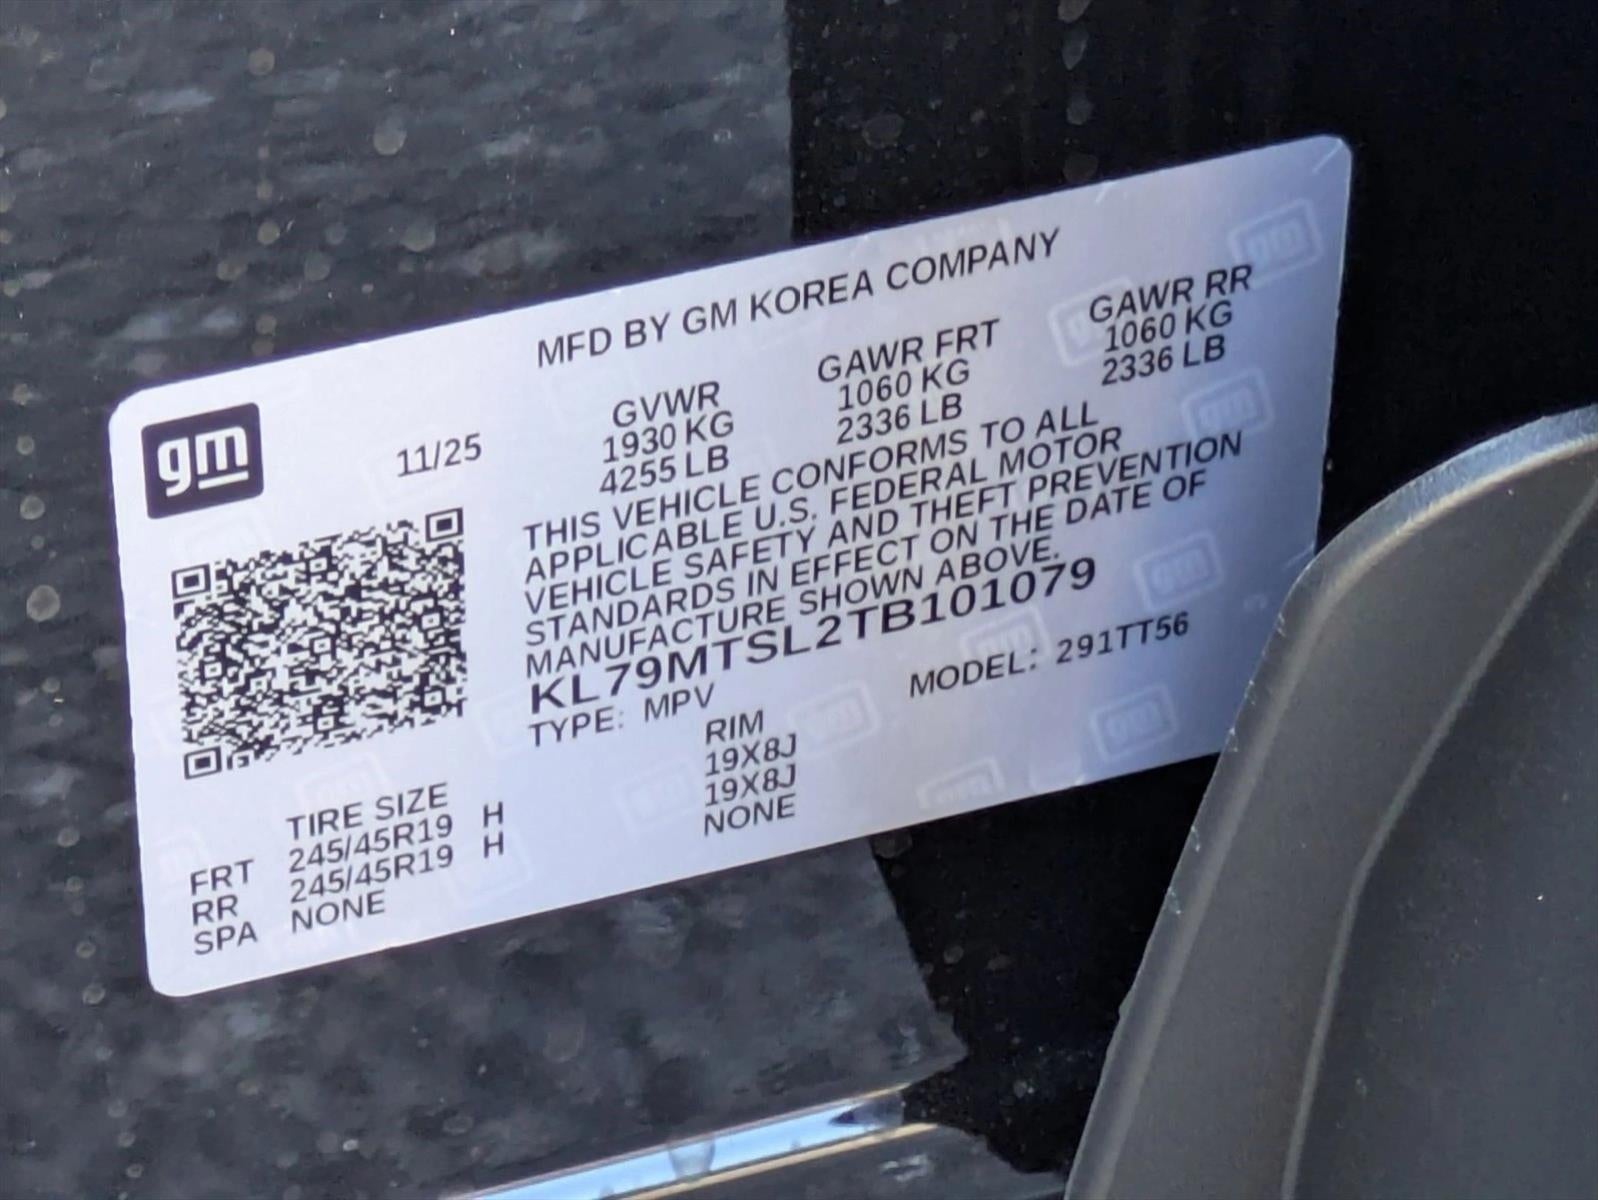 MFD BY GM KOREA COMPANY
gm
11/25
GVWR
1930 KG
4255 LB
GAWR FRT
1060 KG
2336 LB
GAWR RR
1060 KG
2336 LB
THIS VEHICLE CONFORMS TO ALL
APPLICABLE U.S. FEDERAL MOTOR
VEHICLE SAFETY AND THEFT PREVENTION
STANDARDS IN EFFECT ON THE DATE OF
MANUFACTURE SHOWN ABOVE.
KL79MTSL2TB101079
TYPE: MPV MODEL: 291TT56
TIRE SIZE RIM
FRT 245/45R19 H 19X8J
RR 245/45R19 H 19X8J
SPA NONE NONE